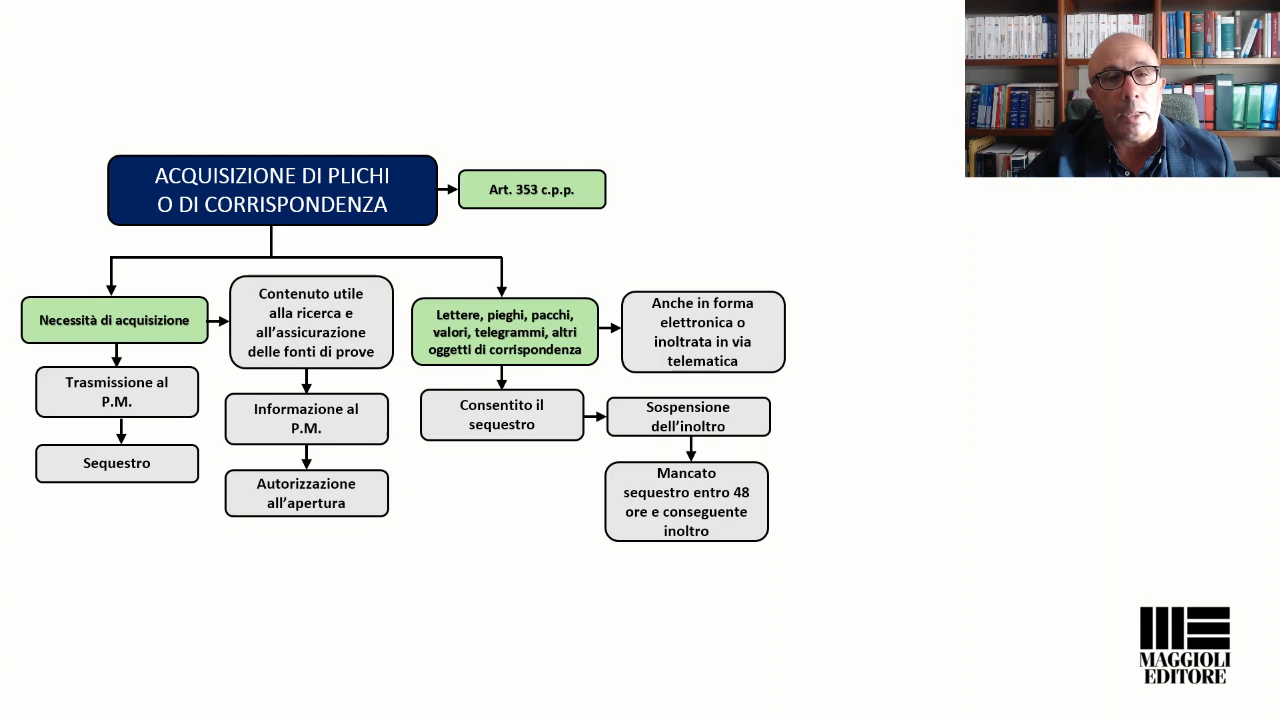 ACQUISIZIONE DI PLICHI
O DI CORRISPONDENZA
Art. 353 c.p.p.
Necessità di acquisizione
Contenuto utile
alla ricerca e
all’assicurazione
delle fonti di prove
Trasmissione al
P.M.
Informazione al
P.M.
Sequestro
Autorizzazione
all’apertura
Lettere, pieghi, pacchi,
valori, telegrammi, altri
oggetti di corrispondenza
Anche in forma
elettronica o
inoltrata in via
telematica
Consentito il
sequestro
Sospensione
dell’inoltro
Mancato
sequestro entro 48
ore e conseguente
inoltro
MAGGIOLI
EDITORE